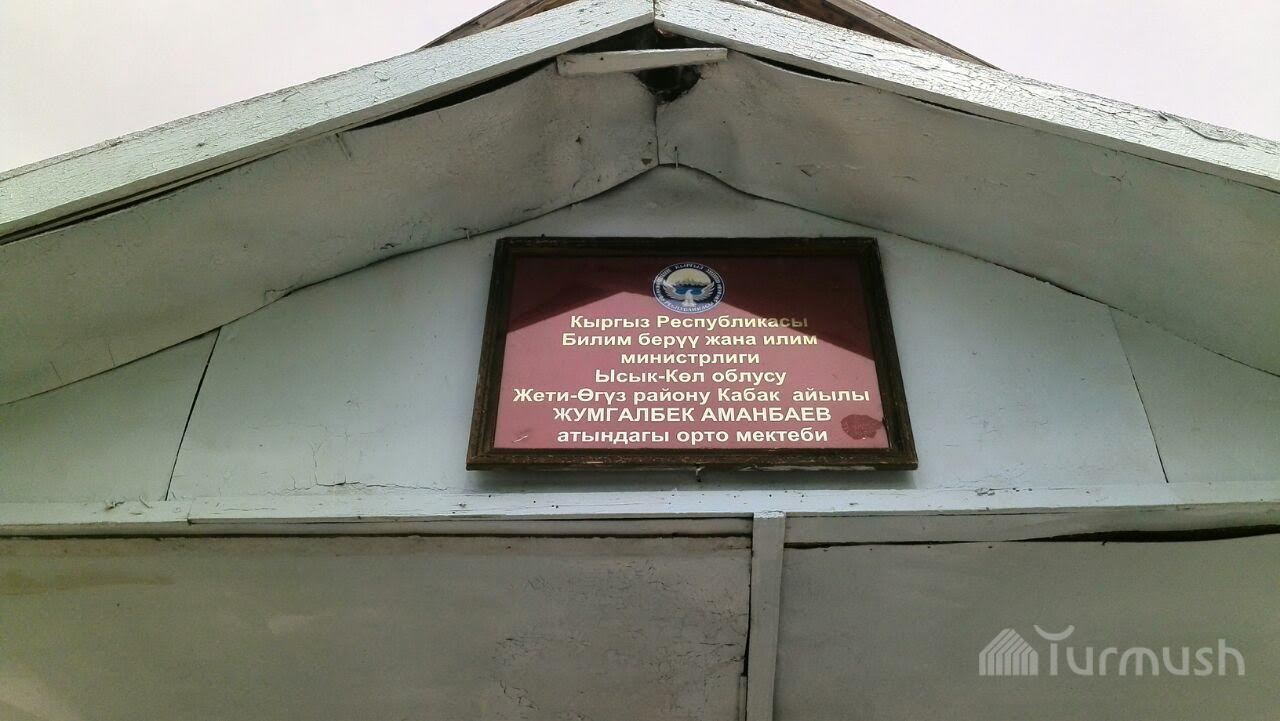 Кыргыз Республикасы
Билим берүү жана илим
министрлиги
Ысык-Көл облусу
Жети-Өгүз району Кабак айылы
ЖУМГАЛБЕК АМАНБАЕВ
атындагы орто мектеби
Turmush